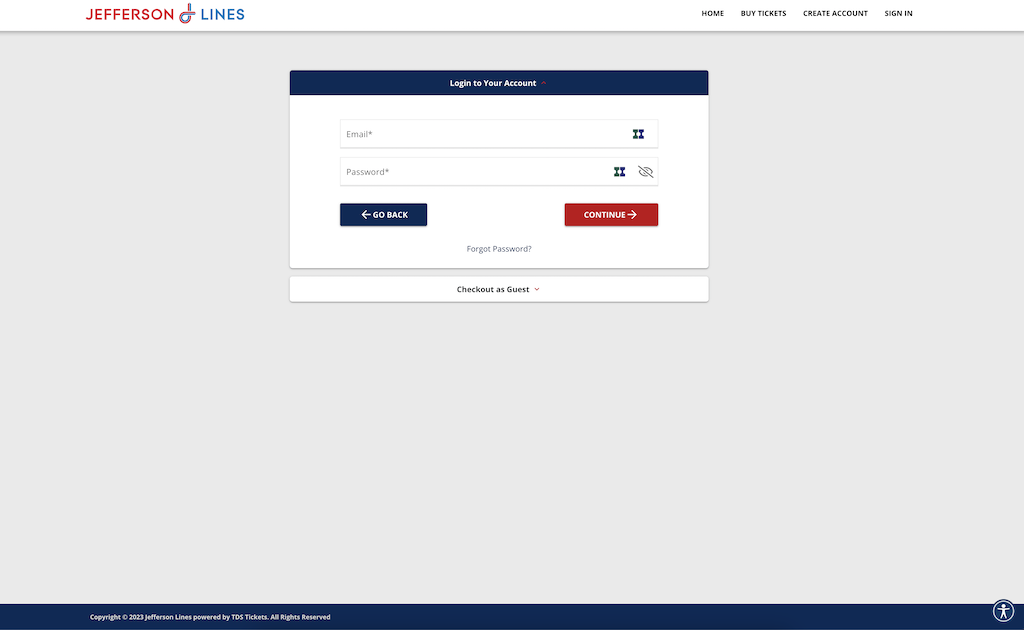 JEFFERSON LINES
HOME BUY TICKETS CREATE ACCOUNT SIGN IN
Login to Your Account
Email*
Password*
GO BACK CONTINUE
Forgot Password?
Checkout as Guest
Copyright © 2023 Jefferson Lines powered by TDS Tickets. All Rights Reserved